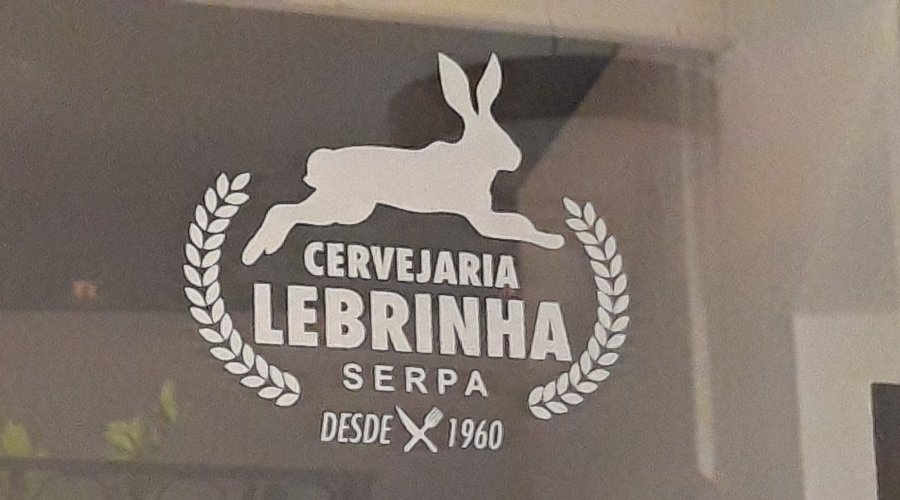 CERVEJARIA
LEBRINHA
SERPA
DESDE 1960